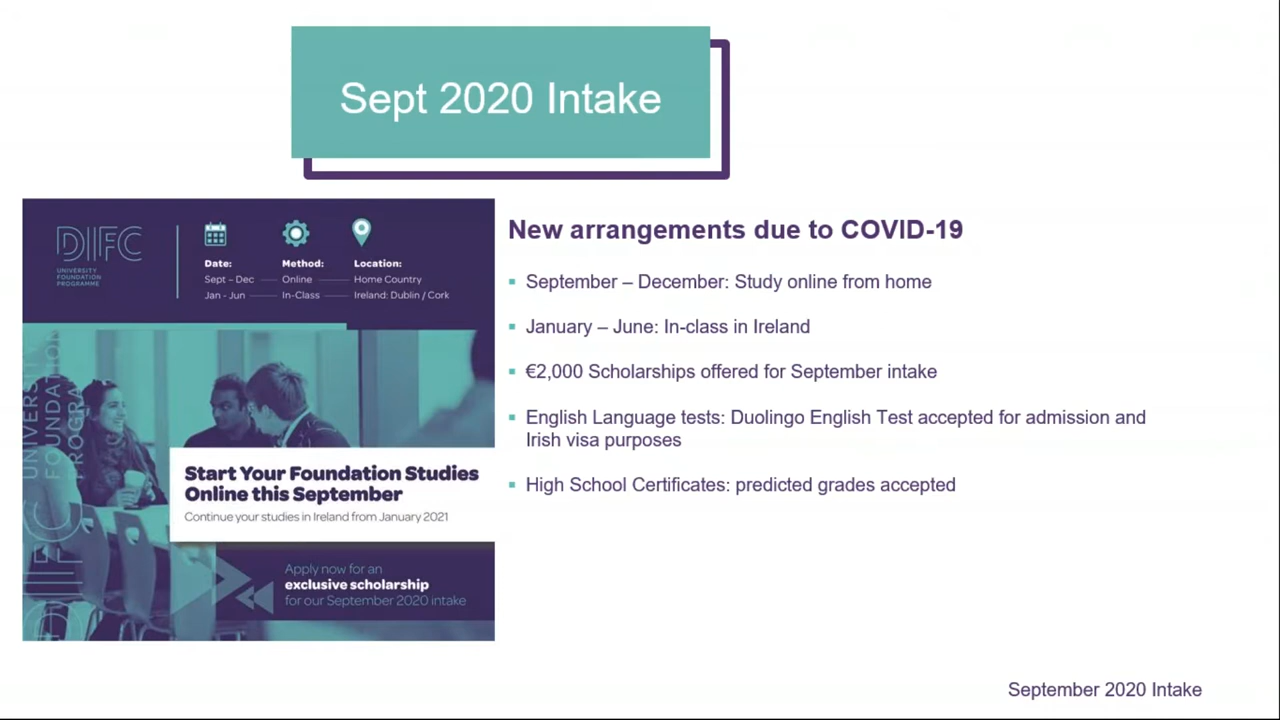 Sept 2020 Intake
DIFC
UNIVERSITY
FOUNDATION
PROGRAMME
Date:
Method:
Location:
Sept – Dec
Online
Home Country
Jan - Jun
In-Class
Ireland: Dublin / Cork
DIFC
Start Your Foundation Studies
Online this September
Continue your studies in Ireland from January 2021
Apply now for an
exclusive scholarship
for our September 2020 intake
New arrangements due to COVID-19
September – December: Study online from home
January – June: In-class in Ireland
€2,000 Scholarships offered for September intake
English Language tests: Duolingo English Test accepted for admission and
Irish visa purposes
High School Certificates: predicted grades accepted
September 2020 Intake